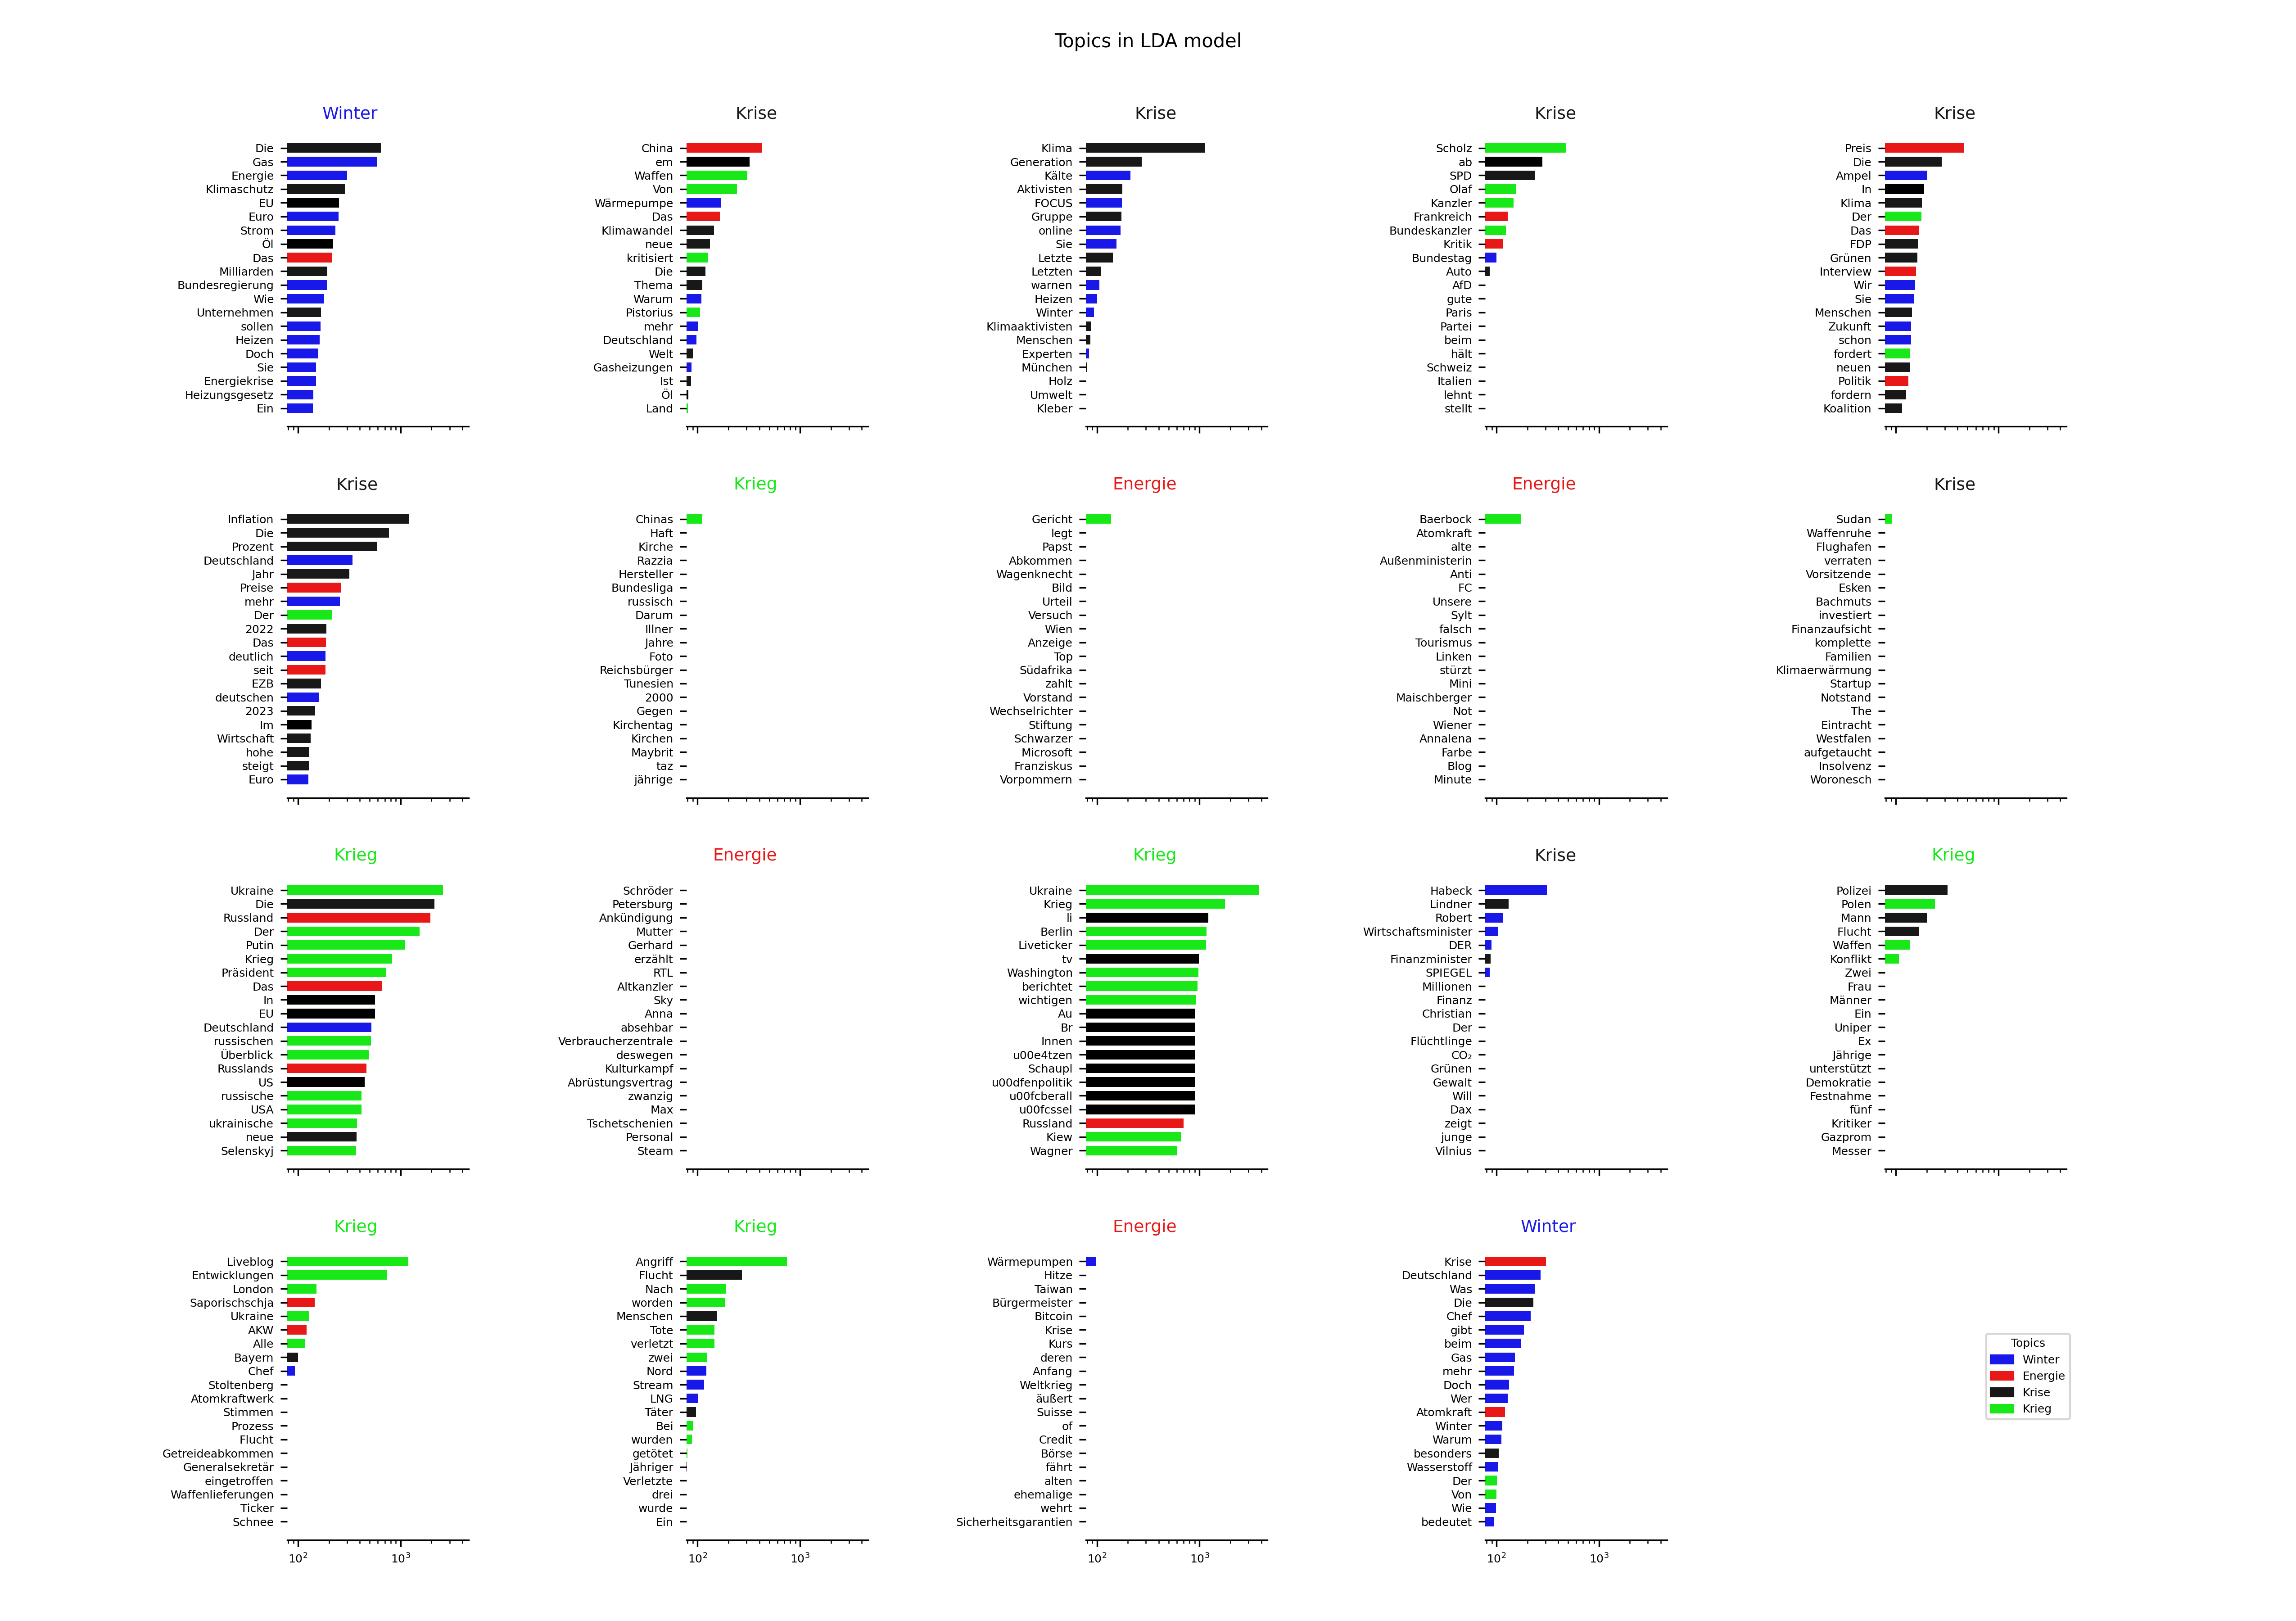 Topics in LDA model
Winter
Die
Gas
Energie
Klimaschutz
EU
Euro
Strom
Öl
Das
Milliarden
Bundesregierung
Wie
Unternehmen
sollen
Heizen
Doch
Sie
Energiekrise
Heizungsgesetz
Ein
Krise
China
em
Waffen
Von
Wärmepumpe
Das
Klimawandel
neue
kritisiert
Die
Thema
Warum
Pistorius
mehr
Deutschland
Welt
Gasheizungen
Ist
Öl
Land
Krise
Klima
Generation
Kälte
Aktivisten
FOCUS
Gruppe
online
Sie
Letzte
Letzten
warnen
Heizen
Winter
Klimaaktivisten
Menschen
Experten
München
Holz
Umwelt
Kleber
Krise
Scholz
ab
SPD
Olaf
Kanzler
Frankreich
Bundeskanzler
Kritik
Bundestag
Auto
AfD
gute
Paris
Partei
beim
hält
Schweiz
Italien
lehnt
stellt
Krise
Preis
Die
Ampel
In
Klima
Der
Das
FDP
Grünen
Interview
Wir
Sie
Menschen
Zukunft
schon
fordert
neuen
Politik
fordern
Koalition
Krise
Inflation
Die
Prozent
Deutschland
Jahr
Preise
mehr
Der
2022
Das
deutlich
seit
EZB
deutschen
2023
Im
Wirtschaft
hohe
steigt
Euro
Krieg
Chinas
Haft
Kirche
Razzia
Hersteller
Bundesliga
russisch
Darum
Illner
Jahre
Foto
Reichsbürger
Tunesien
2000
Gegen
Kirchentag
Kirchen
Maybrit
taz
jährige
Energie
Gericht
legt
Papst
Abkommen
Wagenknecht
Bild
Urteil
Versuch
Wien
Anzeige
Top
Südafrika
zahlt
Vorstand
Wechselrichter
Stiftung
Schwarzer
Microsoft
Franziskus
Vorpommern
Energie
Baerbock
Atomkraft
alte
Außenministerin
Anti
FC
Unsere
Sylt
falsch
Tourismus
Linken
stürzt
Mini
Maischberger
Not
Wiener
Annalena
Farbe
Blog
Minute
Krise
Sudan
Waffenruhe
Flughafen
verraten
Vorsitzende
Esken
Bachmuts
investiert
Finanzaufsicht
komplette
Familien
Klimaerwärmung
Startup
Notstand
The
Eintracht
Westfalen
aufgetaucht
Insolvenz
Woronesch
Krieg
Ukraine
Die
Russland
Der
Putin
Krieg
Präsident
Das
In
EU
Deutschland
russischen
Überblick
Russlands
US
russische
USA
ukrainische
neue
Selenskyj
Energie
Schröder
Petersburg
Ankündigung
Mutter
Gerhard
erzählt
RTL
Altkanzler
Sky
Anna
absehbar
Verbraucherzentrale
deswegen
Kulturkampf
Abrüstungsvertrag
zwanzig
Max
Tschetschenien
Personal
Steam
Krieg
Ukraine
Krieg
li
Berlin
Liveticker
tv
Washington
berichtet
wichtigen
Au
Br
Innen
u00e4tzen
Schaupl
u00dfenpolitik
u00fcberall
u00fcssel
Russland
Kiew
Wagner
Krise
Habeck
Lindner
Robert
Wirtschaftsminister
DER
Finanzminister
SPIEGEL
Millionen
Finanz
Christian
Der
Flüchtlinge
CO₂
Grünen
Gewalt
Will
Dax
zeigt
junge
Vilnius
Krieg
Polizei
Polen
Mann
Flucht
Waffen
Konflikt
Zwei
Frau
Männer
Ein
Uniper
Ex
Jährige
unterstützt
Demokratie
Festnahme
fünf
Kritiker
Gazprom
Messer
Krieg
Liveblog
Entwicklungen
London
Saporischschja
Ukraine
AKW
Alle
Bayern
Chef
Stoltenberg
Atomkraftwerk
Stimmen
Prozess
Flucht
Getreideabkommen
Generalsekretär
eingetroffen
Waffenlieferungen
Ticker
Schnee
10² 10³
Krieg
Angriff
Flucht
Nach
worden
Menschen
Tote
verletzt
zwei
Nord
Stream
LNG
Täter
Bei
wurden
getötet
Jähriger
Verletzte
drei
wurde
Ein
10² 10³
Energie
Wärmepumpen
Hitze
Taiwan
Bürgermeister
Bitcoin
Krise
Kurs
deren
Anfang
Weltkrieg
äußert
Suisse
of
Credit
Börse
fährt
alten
ehemalige
wehrt
Sicherheitsgarantien
10² 10³
Winter
Krise
Deutschland
Was
Die
Chef
gibt
beim
Gas
mehr
Doch
Wer
Atomkraft
Winter
Warum
besonders
Wasserstoff
Der
Von
Wie
bedeutet
10² 10³
Topics
Winter
Energie
Krise
Krieg